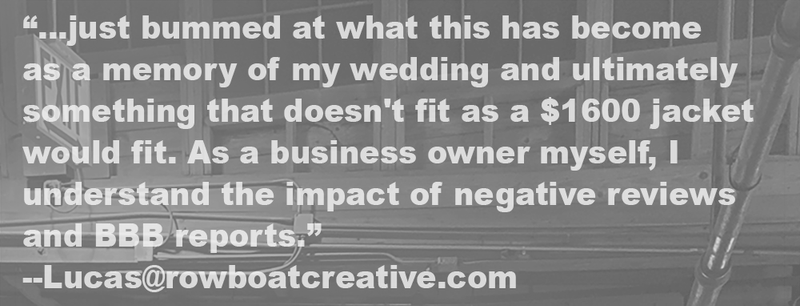 “...just bummed at what this has become
as a memory of my wedding and ultimately
something that doesn't fit as a $1600 jacket
would fit. As a business owner myself, I
understand the impact of negative reviews
and BBB reports.”
--Lucas@rowboatcreative.com